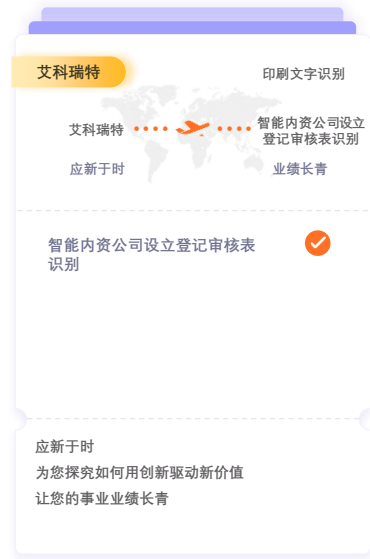 艾科瑞特
印刷文字识别
艾科瑞特
智能内资公司设立
登记审核表识别
应新于时
业绩长青
智能内资公司设立登记审核表
识别
应新于时
为您探究如何用创新驱动新价值
让您的事业业绩长青